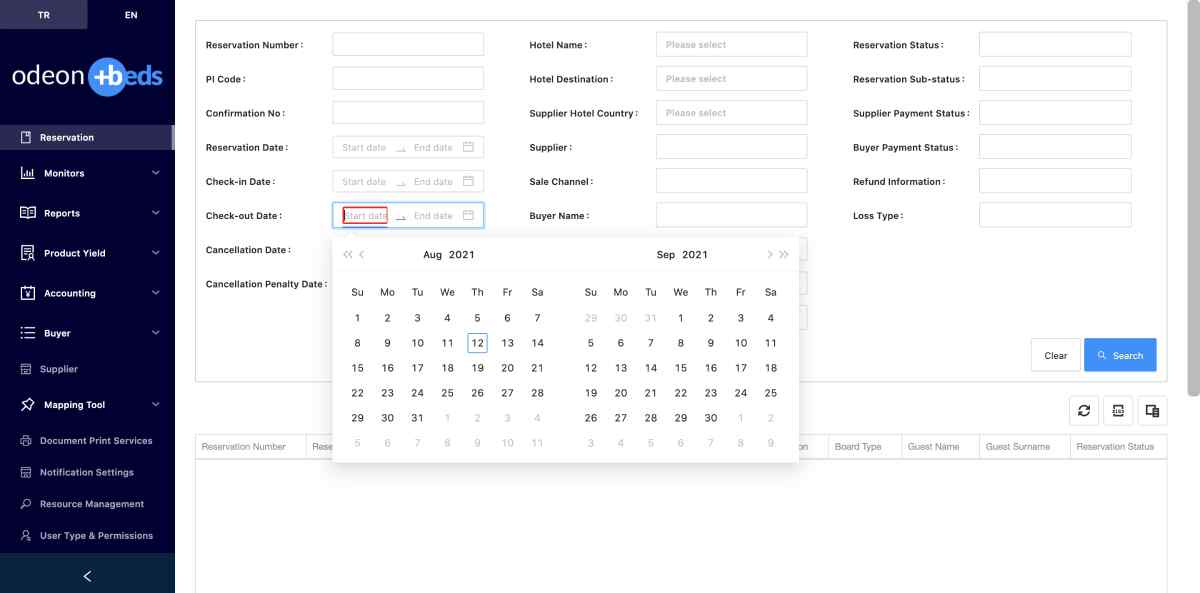 TR EN
odeon +beds
Reservation
Monitors
Reports
Product Yield
Accounting
Buyer
Supplier
Mapping Tool
Document Print Services
Notification Settings
Resource Management
User Type & Permissions
Reservation Number : Hotel Name : Please select Reservation Status :
PI Code : Hotel Destination : Please select Reservation Sub-status :
Confirmation No : Supplier Hotel Country : Please select Supplier Payment Status :
Reservation Date : Start date End date Supplier : Buyer Payment Status :
Check-in Date : Start date End date Sale Channel : Refund Information :
Check-out Date : Start date End date Buyer Name : Loss Type :
Cancellation Date :
Cancellation Penalty Date :
Aug 2021 Sep 2021
Su Mo Tu We Th Fr Sa Su Mo Tu We Th Fr Sa
1 2 3 4 5 6 7 29 30 31 1 2 3 4
8 9 10 11 12 13 14 5 6 7 8 9 10 11
15 16 17 18 19 20 21 12 13 14 15 16 17 18
22 23 24 25 26 27 28 19 20 21 22 23 24 25
29 30 31 1 2 3 4 26 27 28 29 30 1 2
5 6 7 8 9 10 11 3 4 5 6 7 8 9
Clear Search
Reservation Number Rese on Board Type Guest Name Guest Surname Reservation Status